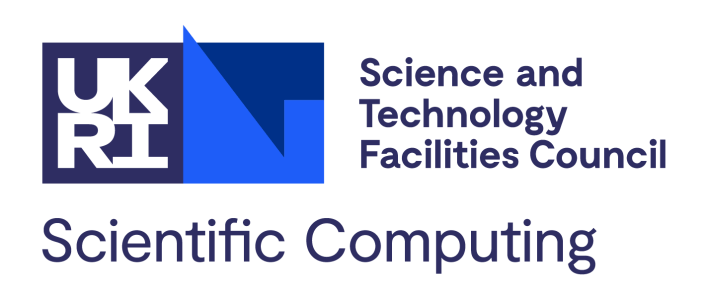 UK
RI
Science and
Technology
Facilities Council
Scientific Computing